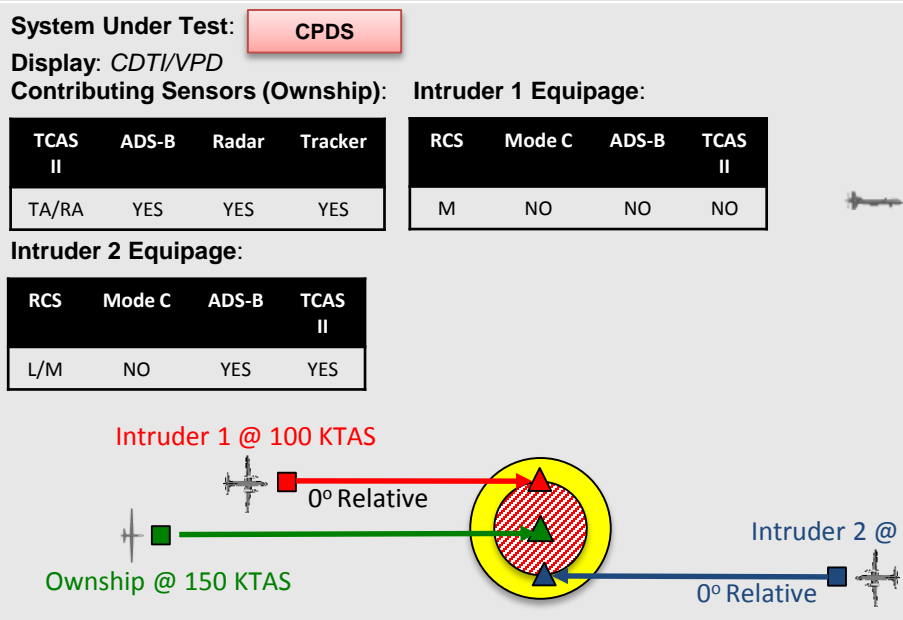 System Under Test: CPDS
Display: CDTI/VPD
Contributing Sensors (Ownship): Intruder 1 Equipage:
TCAS II ADS-B Radar Tracker
TA/RA YES YES YES
RCS Mode C ADS-B TCAS II
M NO NO NO
Intruder 2 Equipage:
RCS Mode C ADS-B TCAS II
L/M NO YES YES
Intruder 1 @ 100 KTAS
0º Relative
Intruder 2 @
Ownship @ 150 KTAS
0º Relative